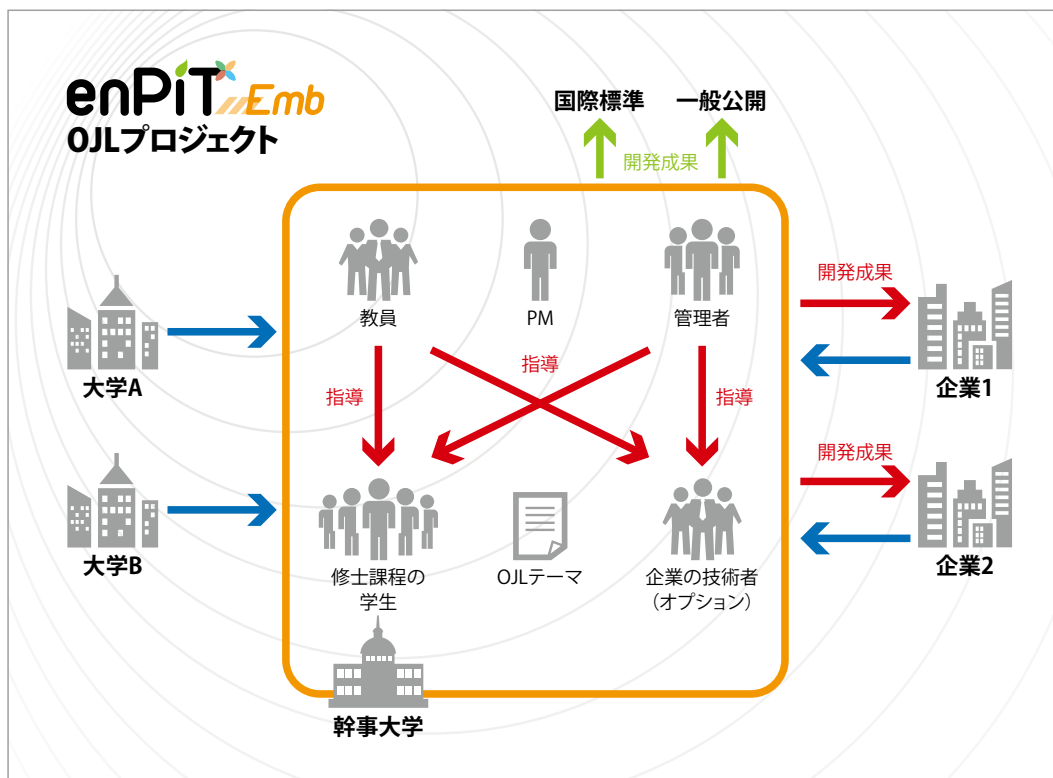 enPiT Emb
OJLプロジェクト
国際標準 一般公開
開発成果
教員
PM
管理者
開発成果
大学A
指導
指導
指導
企業1
開発成果
大学B
修士課程の
学生
OJLテーマ
企業の技術者
（オプション）
企業2
幹事大学